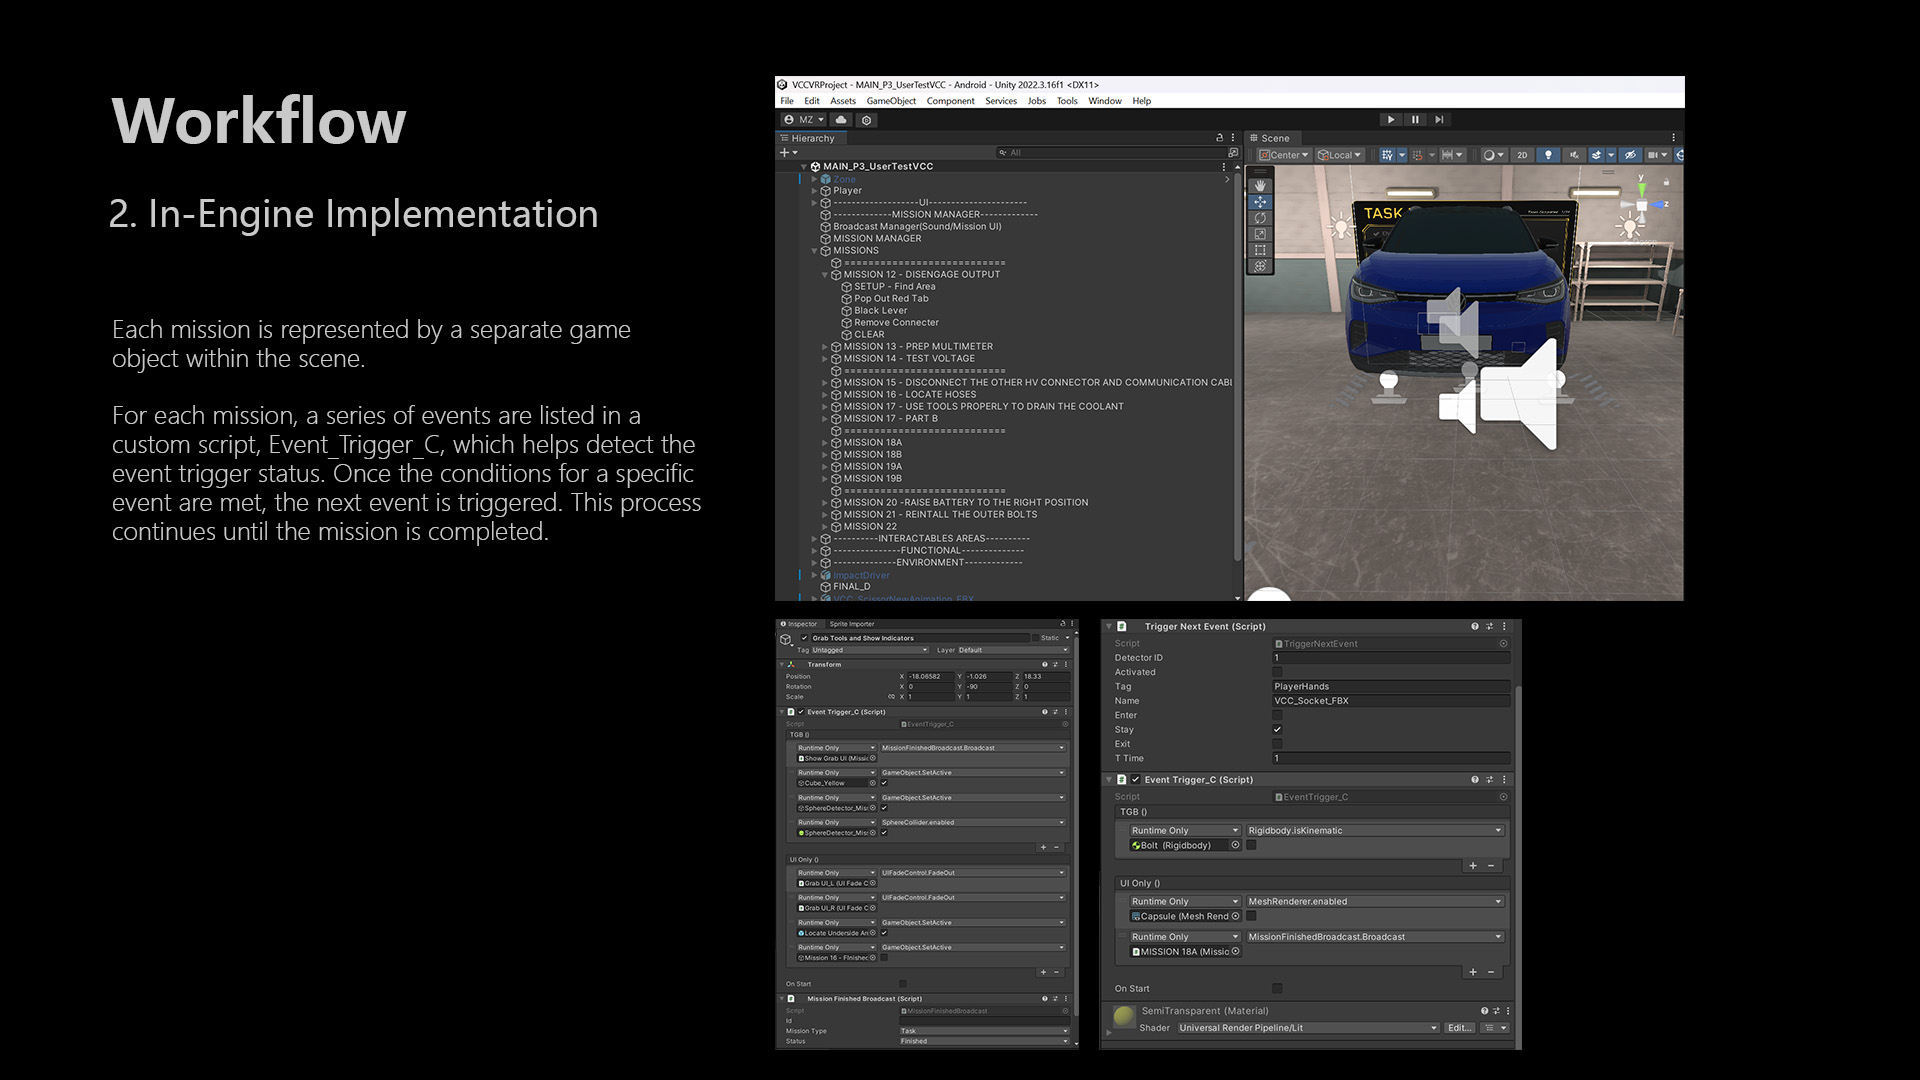 Workflow
2. In-Engine Implementation
Each mission is represented by a separate game
object within the scene.
For each mission, a series of events are listed in a
custom script, Event_Trigger_C, which helps detect the
event trigger status. Once the conditions for a specific
event are met, the next event is triggered. This process
continues until the mission is completed.
VCCVRProject - MAIN_P3_UserTestVCC - Android - Unity 2022.3.16f1 <DX11>
File Edit Assets GameObject Component Services Jobs Tools Window Help
MZ
Hierarchy
All
MAIN_P3_UserTestVCC
Zone
Player
-------------------UI----------------------
-------------MISSION MANAGER-------------
Broadcast Manager(Sound/Mission UI)
MISSION MANAGER
MISSIONS
===========================
MISSION 12 - DISENGAGE OUTPUT
SETUP - Find Area
Pop Out Red Tab
Black Lever
Remove Connecter
CLEAR
MISSION 13 - PREP MULTIMETER
MISSION 14 - TEST VOLTAGE
===========================
MISSION 15 - DISCONNECT THE OTHER HV CONNECTOR AND COMMUNICATION CABL
MISSION 16 - LOCATE HOSES
MISSION 17 - USE TOOLS PROPERLY TO DRAIN THE COOLANT
MISSION 17 - PART B
===========================
MISSION 18A
MISSION 18B
MISSION 19A
MISSION 19B
===========================
MISSION 20 -RAISE BATTERY TO THE RIGHT POSITION
MISSION 21 - REINTALL THE OUTER BOLTS
MISSION 22
----------INTERACTABLES AREAS----------
---------------FUNCTIONAL--------------
--------------ENVIRONMENT-------------
ImpactDriver
FINAL_D
VCC_ScissorNewAnimation_FBX
Scene
Center Local 2D
TASK
y
z
Inspector Sprite Importer
Grab Tools and Show Indicators Static
Tag Untagged Layer Default
Transform
Position X -18.06582 Y -1.026 Z 18.33
Rotation X 0 Y -90 Z 0
Scale X 1 Y 1 Z 1
Event Trigger_C (Script)
Script EventTrigger_C
TGB ()
Runtime Only MissionFinishedBroadcast.Broadcast
Show Grab UI (Missic
Runtime Only GameObject.SetActive
Cube_Yellow
Runtime Only GameObject.SetActive
SphereDetector_Mis
Runtime Only SphereCollider.enabled
SphereDetector_Mis
UI Only ()
Runtime Only UIFadeControl.FadeOut
Grab UI_L (UI Fade C
Runtime Only UIFadeControl.FadeOut
Grab UI_R (UI Fade C
Runtime Only GameObject.SetActive
Locate Underside Ar
Runtime Only GameObject.SetActive
Mission 16 - Finished
On Start
Mission Finished Broadcast (Script)
Script MissionFinishedBroadcast
Id
Mission Type Task
Status Finished
Trigger Next Event (Script)
Script TriggerNextEvent
Detector ID 1
Activated
Tag PlayerHands
Name VCC_Socket_FBX
Enter
Stay
Exit
T Time 1
Event Trigger_C (Script)
Script EventTrigger_C
TGB ()
Runtime Only Rigidbody.isKinematic
Bolt (Rigidbody)
UI Only ()
Runtime Only MeshRenderer.enabled
Capsule (Mesh Rend
Runtime Only MissionFinishedBroadcast.Broadcast
MISSION 18A (Missio
On Start
SemiTransparent (Material)
Shader Universal Render Pipeline/Lit Edit...